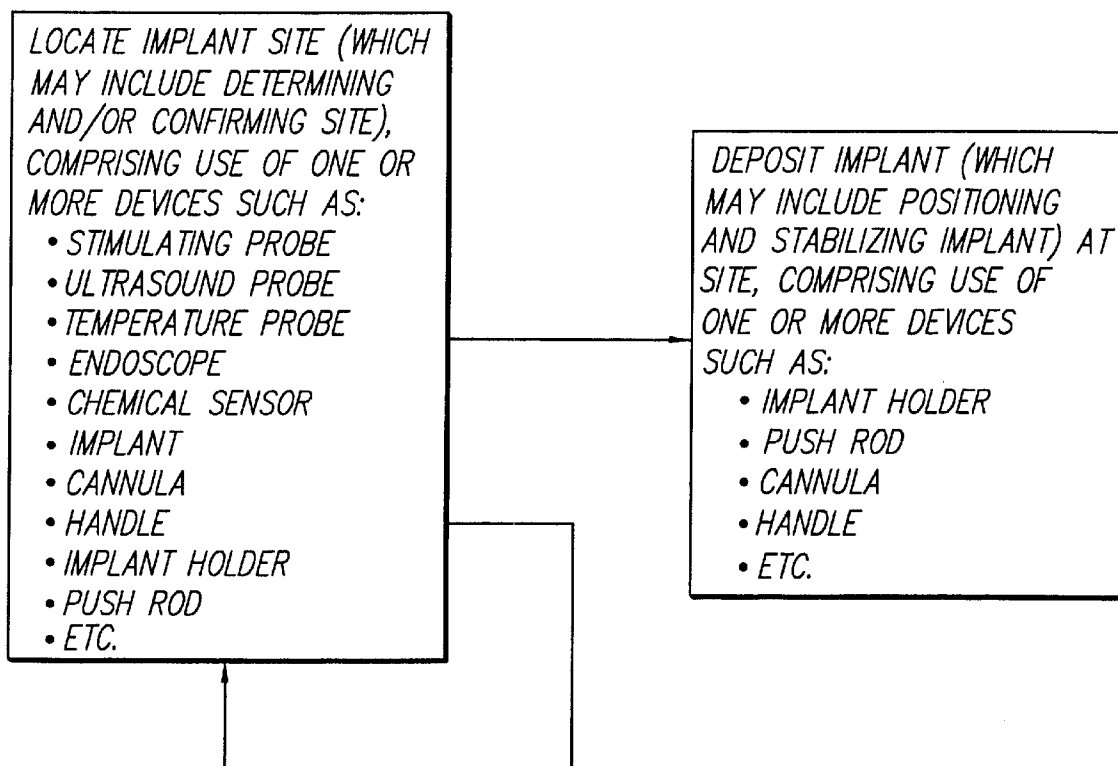 LOCATE IMPLANT SITE (WHICH
MAY INCLUDE DETERMINING
AND/OR CONFIRMING SITE),
COMPRISING USE OF ONE OR
MORE DEVICES SUCH AS:
• STIMULATING PROBE
• ULTRASOUND PROBE
• TEMPERATURE PROBE
• ENDOSCOPE
• CHEMICAL SENSOR
• IMPLANT
• CANNULA
• HANDLE
• IMPLANT HOLDER
• PUSH ROD
• ETC.
DEPOSIT IMPLANT (WHICH
MAY INCLUDE POSITIONING
AND STABILIZING IMPLANT) AT
SITE, COMPRISING USE OF
ONE OR MORE DEVICES
SUCH AS:
• IMPLANT HOLDER
• PUSH ROD
• CANNULA
• HANDLE
• ETC.